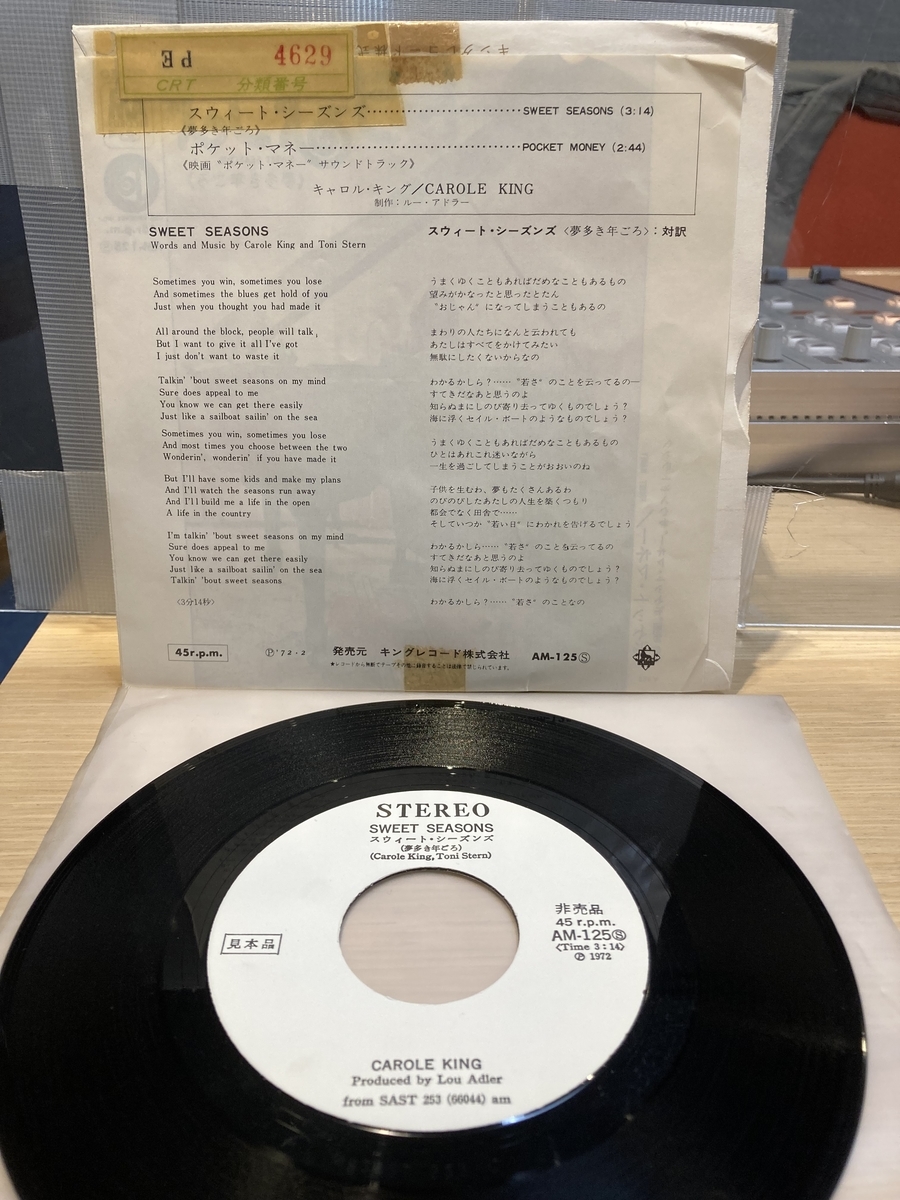 Ed 4629
CRT 分類番号
スウィート・シーズンズ……………………SWEET SEASONS (3:14)
《夢多き年ごろ》
ポケット・マネー……………………………POCKET MONEY (2:44)
《映画〝ポケット・マネー〟サウンドトラック》
キャロル・キング／CAROLE KING
制作：ルー・アドラー
SWEET SEASONS
Words and Music by Carole King and Toni Stern
Sometimes you win, sometimes you lose
And sometimes the blues get hold of you
Just when you thought you had made it
All around the block, people will talk,
But I want to give it all I've got
I just don't want to waste it
Talkin' 'bout sweet seasons on my mind
Sure does appeal to me
You know we can get there easily
Just like a sailboat sailin' on the sea
Sometimes you win, sometimes you lose
And most times you choose between the two
Wonderin', wonderin' if you have made it
But I'll have some kids and make my plans
And I'll watch the seasons run away
And I'll build me a life in the open
A life in the country
I'm talkin' 'bout sweet seasons on my mind
Sure does appeal to me
You know we can get there easily
Just like a sailboat sailin' on the sea
Talkin' 'bout sweet seasons
〈3分14秒〉
スウィート・シーズンズ〈夢多き年ごろ〉：対訳
うまくゆくこともあればだめなこともあるもの
望みがかなったと思ったとたん
〝おじゃん〟になってしまうこともあるの
まわりの人たちになんと云われても
あたしはすべてをかけてみたい
無駄にしたくないからなの
わかるかしら？……〝若さ〟のことを云ってるの―
すてきだなあと思うのよ
知らぬまにしのび寄り去ってゆくものでしょう？
海に浮くセイル・ボートのようなものでしょう？
うまくゆくこともあればだめなこともあるもの
ひとはあれこれ迷いながら
一生を過ごしてしまうことがおおいのね
子供を生むわ、夢もたくさんあるわ
のびのびしたあたしの人生を築くつもり
都会でなく田舎で……
そしていつか〝若い日〟にわかれを告げるでしょう
わかるかしら……〝若さ〟のことを云ってるの
すてきだなあと思うのよ
知らぬまにしのび寄り去ってゆくものでしょう？
海に浮くセイル・ボートのようなものでしょう？
わかるかしら？……〝若さ〟のことなの
45r.p.m. Ⓟ'72.2 発売元 キングレコード株式会社 AM-125Ⓢ
★レコードから無断でテープその他に録音することは法律で禁じられています。
STEREO
SWEET SEASONS
スウィート・シーズンズ
(夢多き年ごろ)
(Carole King, Toni Stern)
見本品
非売品
45 r.p.m.
AM-125Ⓢ
〈Time 3:14〉
Ⓟ 1972
CAROLE KING
Produced by Lou Adler
from SAST 253 (66044) am